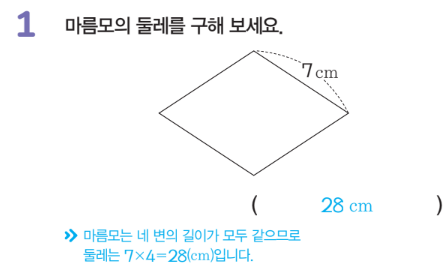 1 마름모의 둘레를 구해 보세요.
7 cm
( 28 cm )
» 마름모는 네 변의 길이가 모두 같으므로
둘레는 7×4=28(cm)입니다.